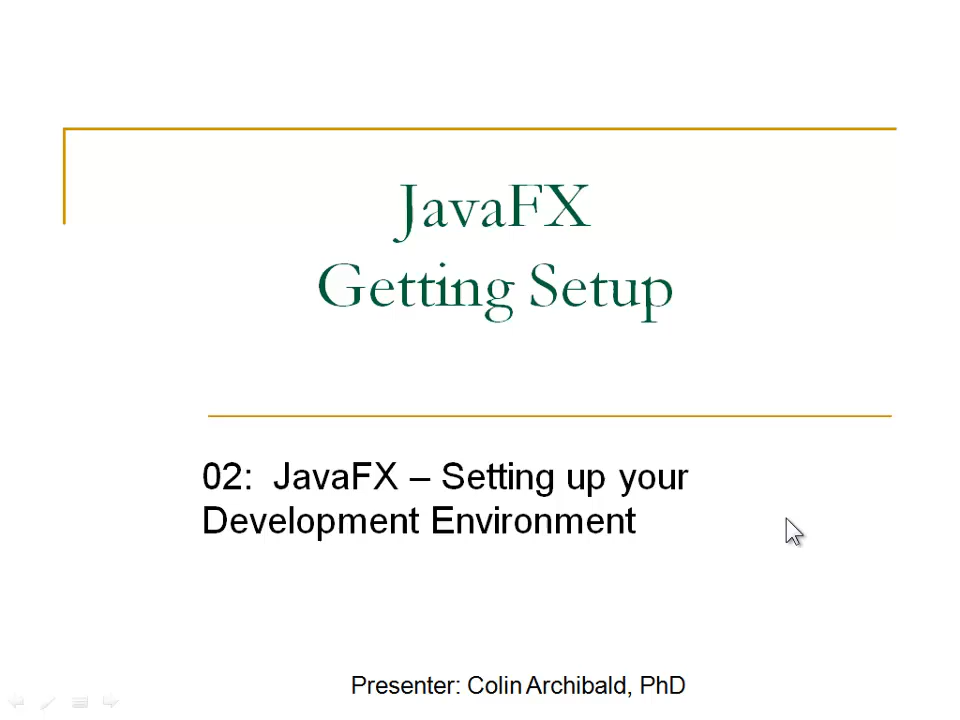 JavaFX
Getting Setup
02:  JavaFX – Setting up your
Development Environment
Presenter: Colin Archibald, PhD